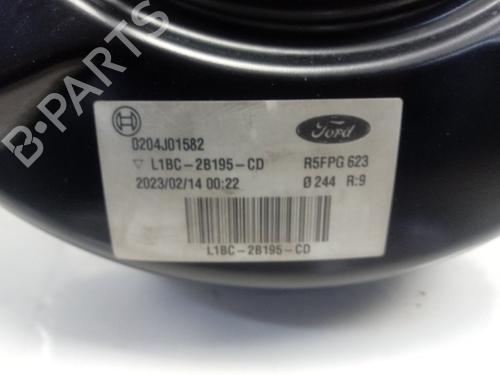 B-PARTS
Ford
0204J01582
▽ L1BC-2B195-CD R5FPG 623
2023/02/14 00:22 Ø 244 R:9
L1BC-2B195-CD